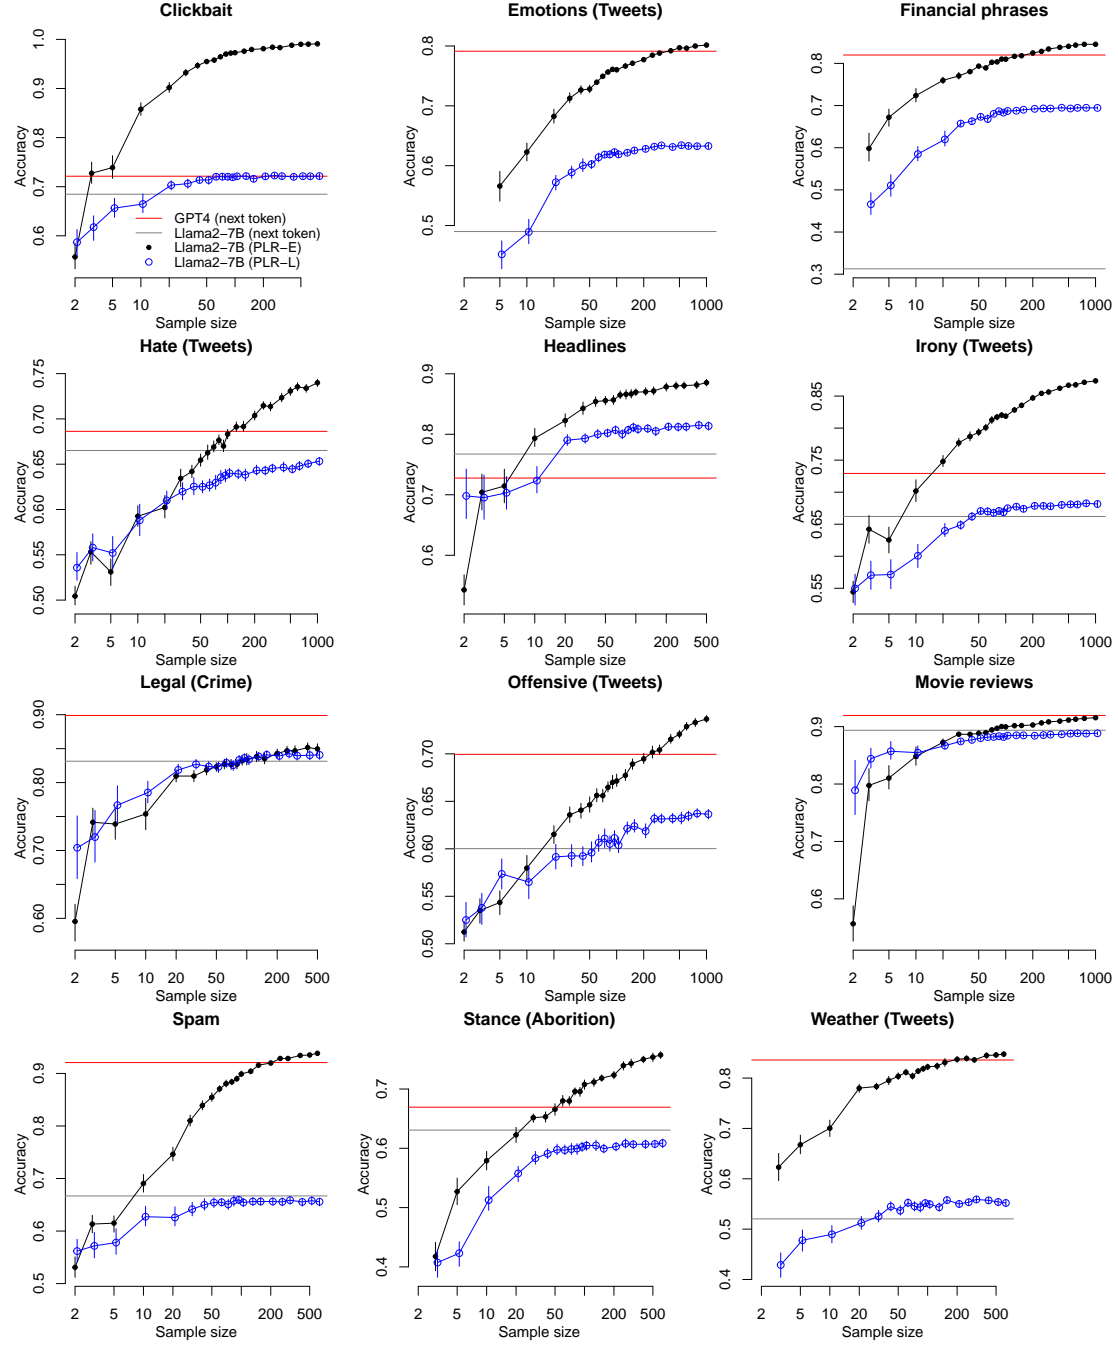 Clickbait
Accuracy
1.0
0.9
0.8
0.7
0.6
GPT4 (next token)
Llama2−7B (next token)
Llama2−7B (PLR−E)
Llama2−7B (PLR−L)
2 5 10 50 200
Sample size
Emotions (Tweets)
Accuracy
0.8
0.7
0.6
0.5
2 5 10 50 200 1000
Sample size
Financial phrases
Accuracy
0.8
0.7
0.6
0.5
0.4
0.3
2 5 10 50 200 1000
Sample size
Hate (Tweets)
Accuracy
0.75
0.70
0.65
0.60
0.55
0.50
2 5 10 50 200 1000
Sample size
Headlines
Accuracy
0.9
0.8
0.7
0.6
2 5 10 20 50 100 200 500
Sample size
Irony (Tweets)
Accuracy
0.85
0.75
0.65
0.55
2 5 10 50 200 1000
Sample size
Legal (Crime)
Accuracy
0.90
0.80
0.70
0.60
2 5 10 20 50 100 200 500
Sample size
Offensive (Tweets)
Accuracy
0.70
0.65
0.60
0.55
0.50
2 5 10 50 200 1000
Sample size
Movie reviews
Accuracy
0.9
0.8
0.7
0.6
2 5 10 50 200 1000
Sample size
Spam
Accuracy
0.9
0.8
0.7
0.6
0.5
2 5 10 20 50 100 200 500
Sample size
Stance (Aborition)
Accuracy
0.7
0.6
0.5
0.4
2 5 10 20 50 100 200 500
Sample size
Weather (Tweets)
Accuracy
0.8
0.7
0.6
0.5
0.4
2 5 10 20 50 100 200 500
Sample size